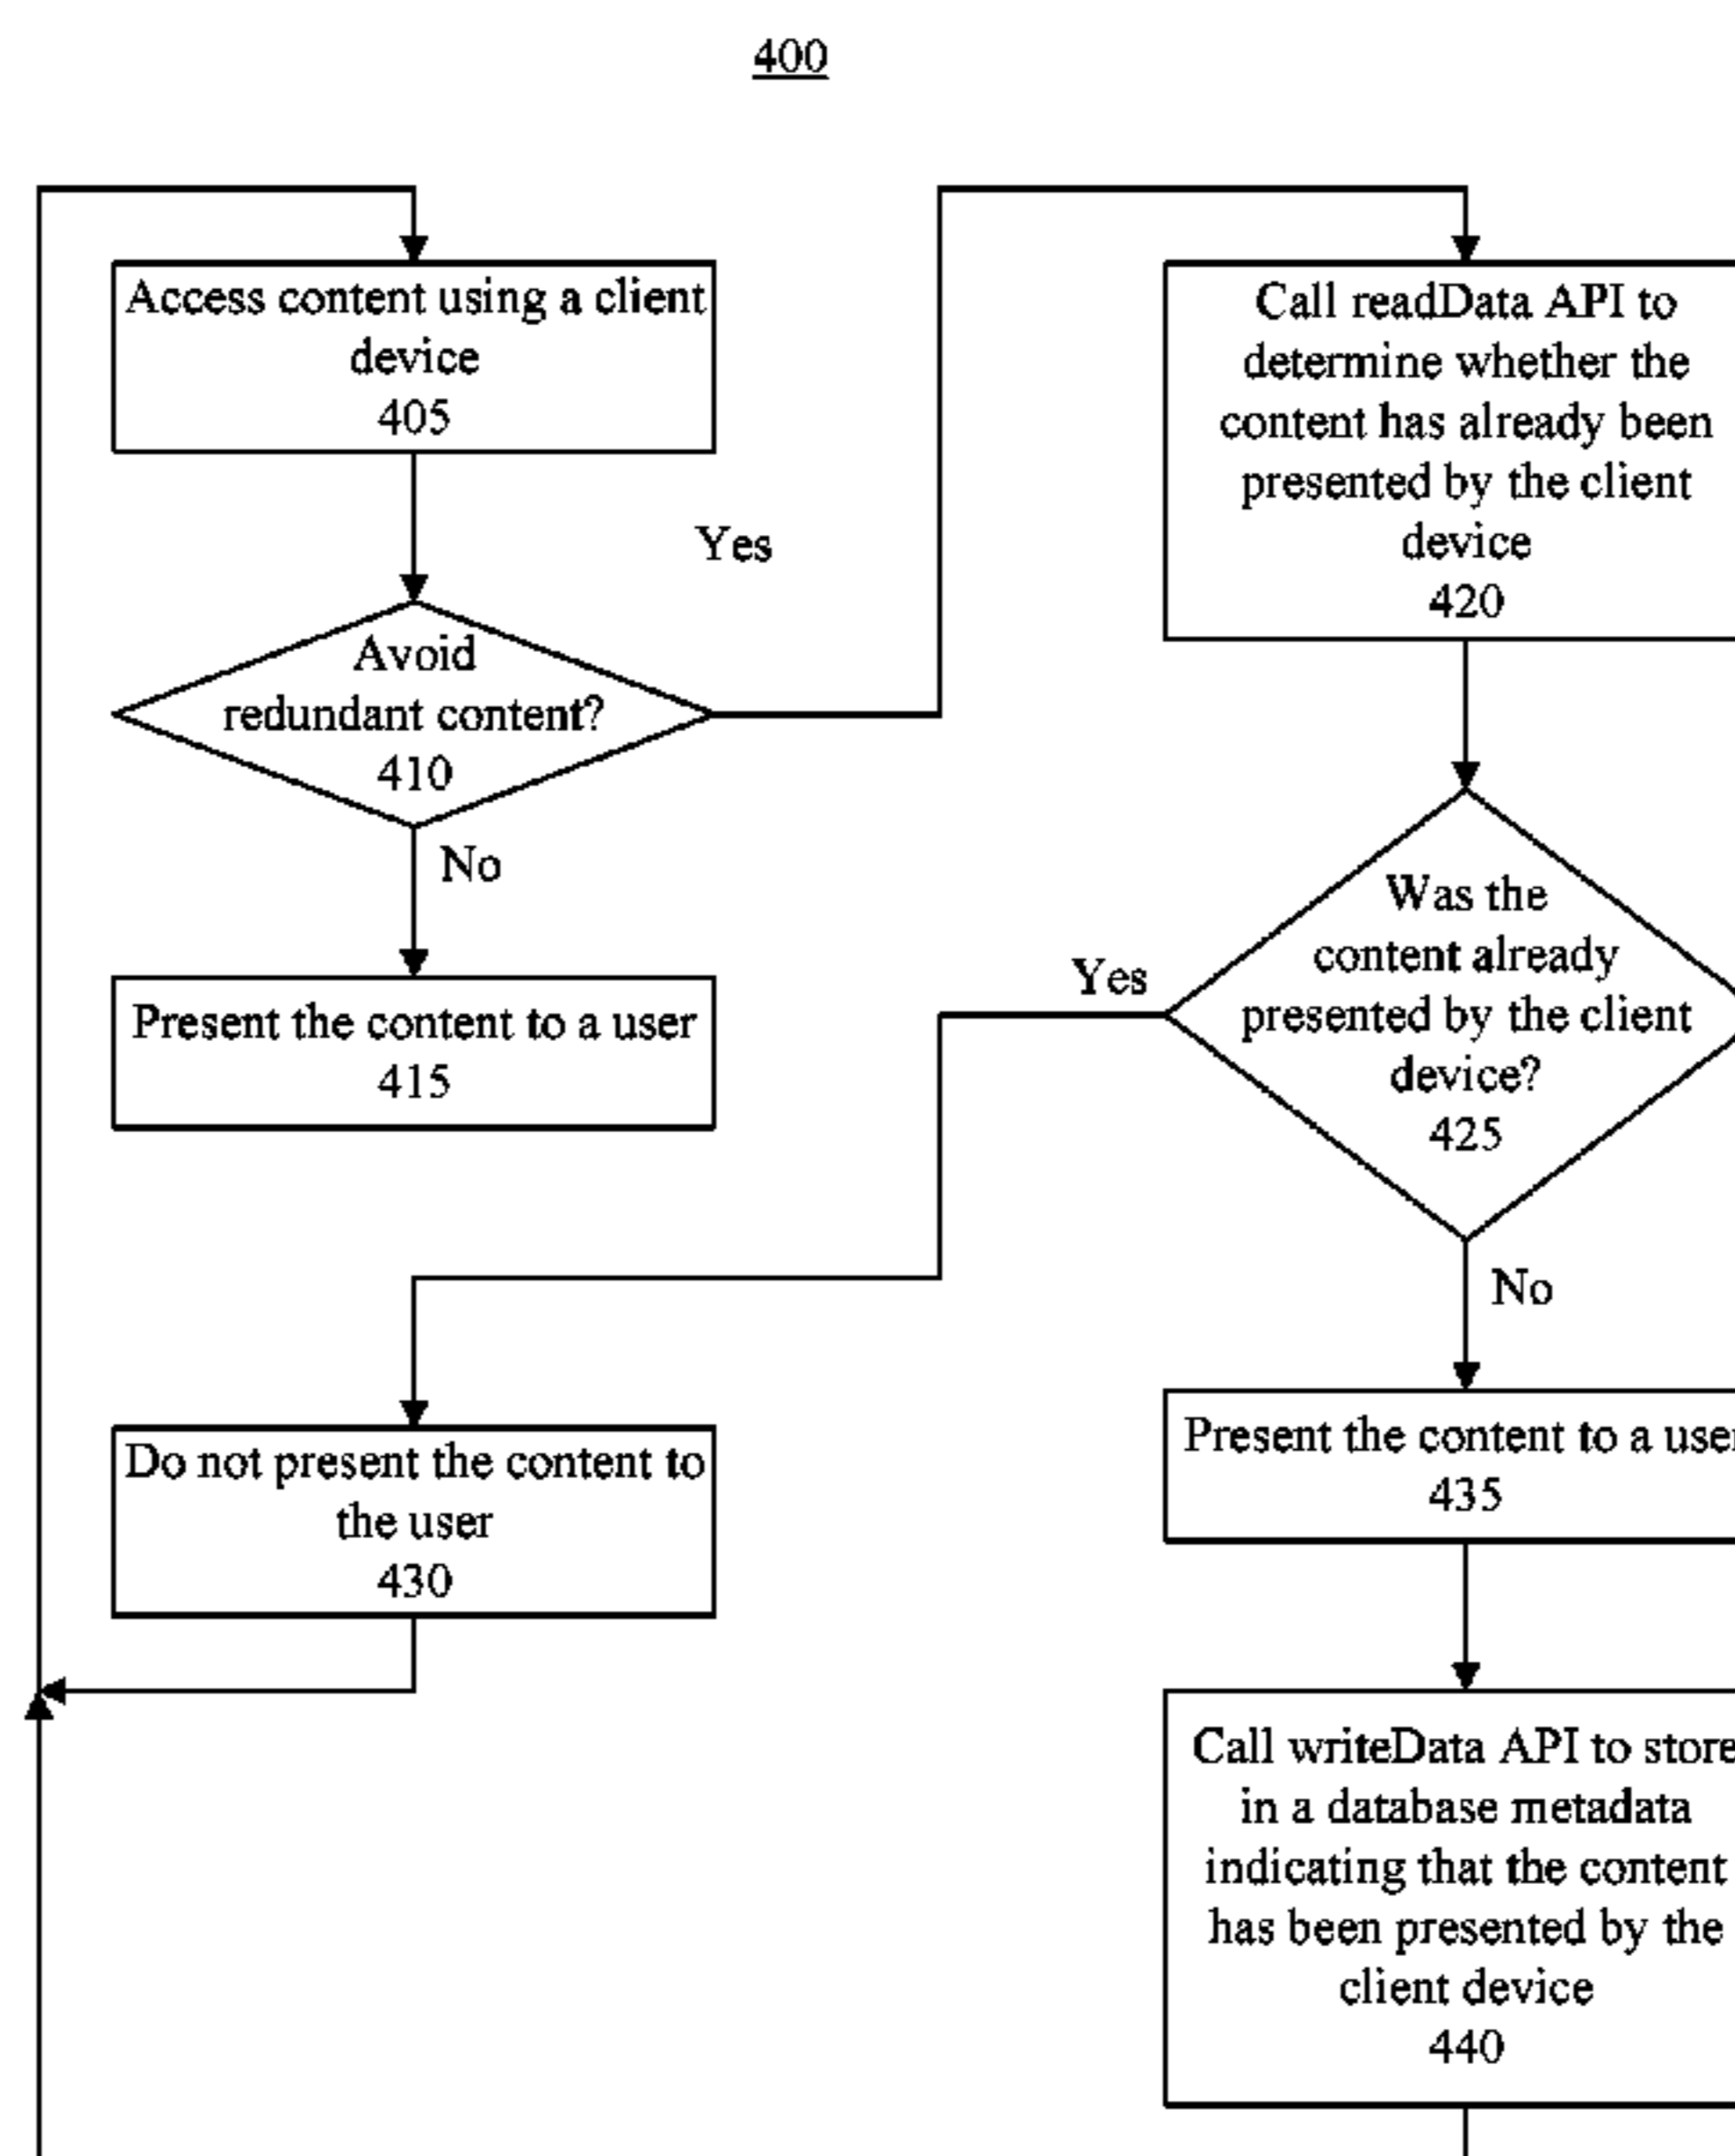 400
Access content using a client
device
405
Yes
Avoid
redundant content?
410
No
Present the content to a user
415
Call readData API to
determine whether the
content has already been
presented by the client
device
420
Was the
content already
presented by the client
device?
425
Yes
No
Do not present the content to
the user
430
Present the content to a user
435
Call writeData API to store
in a database metadata
indicating that the content
has been presented by the
client device
440